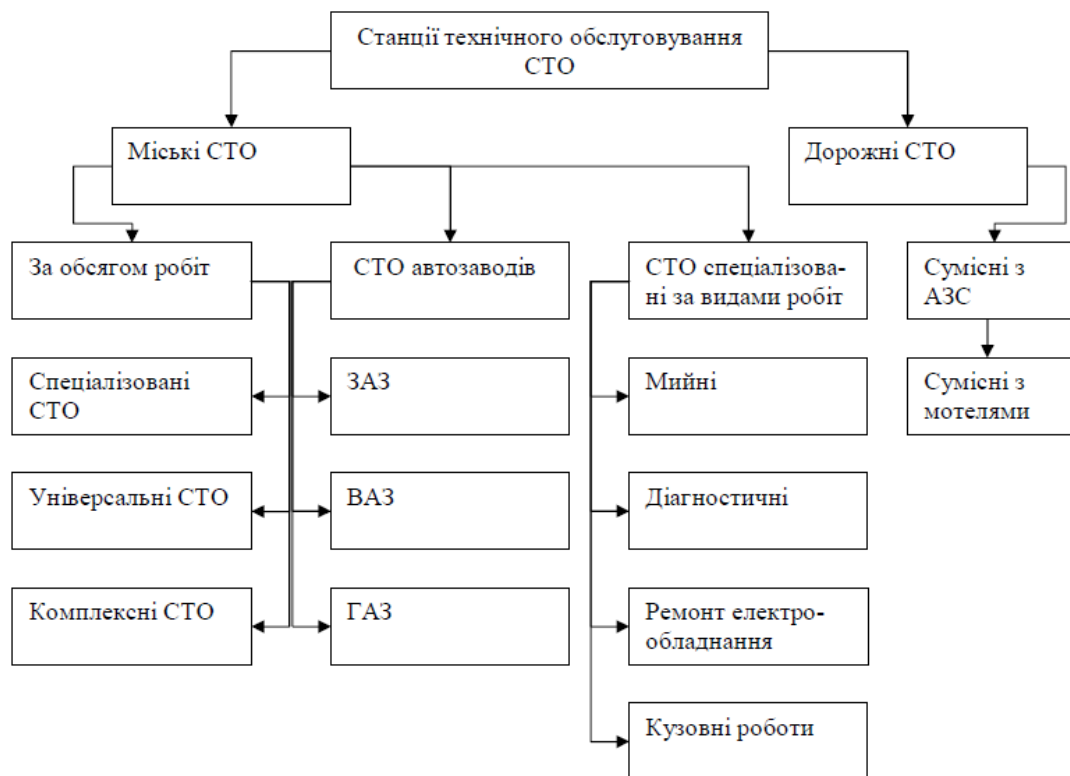 Станції технічного обслуговування
СТО
Міські СТО
Дорожні СТО
За обсягом робіт
СТО автозаводів
СТО спеціалізова-
ні за видами робіт
Сумісні з
АЗС
Спеціалізовані
СТО
ЗАЗ
Мийні
Сумісні з
мотелями
Універсальні СТО
ВАЗ
Діагностичні
Комплексні СТО
ГАЗ
Ремонт електро-
обладнання
Кузовні роботи